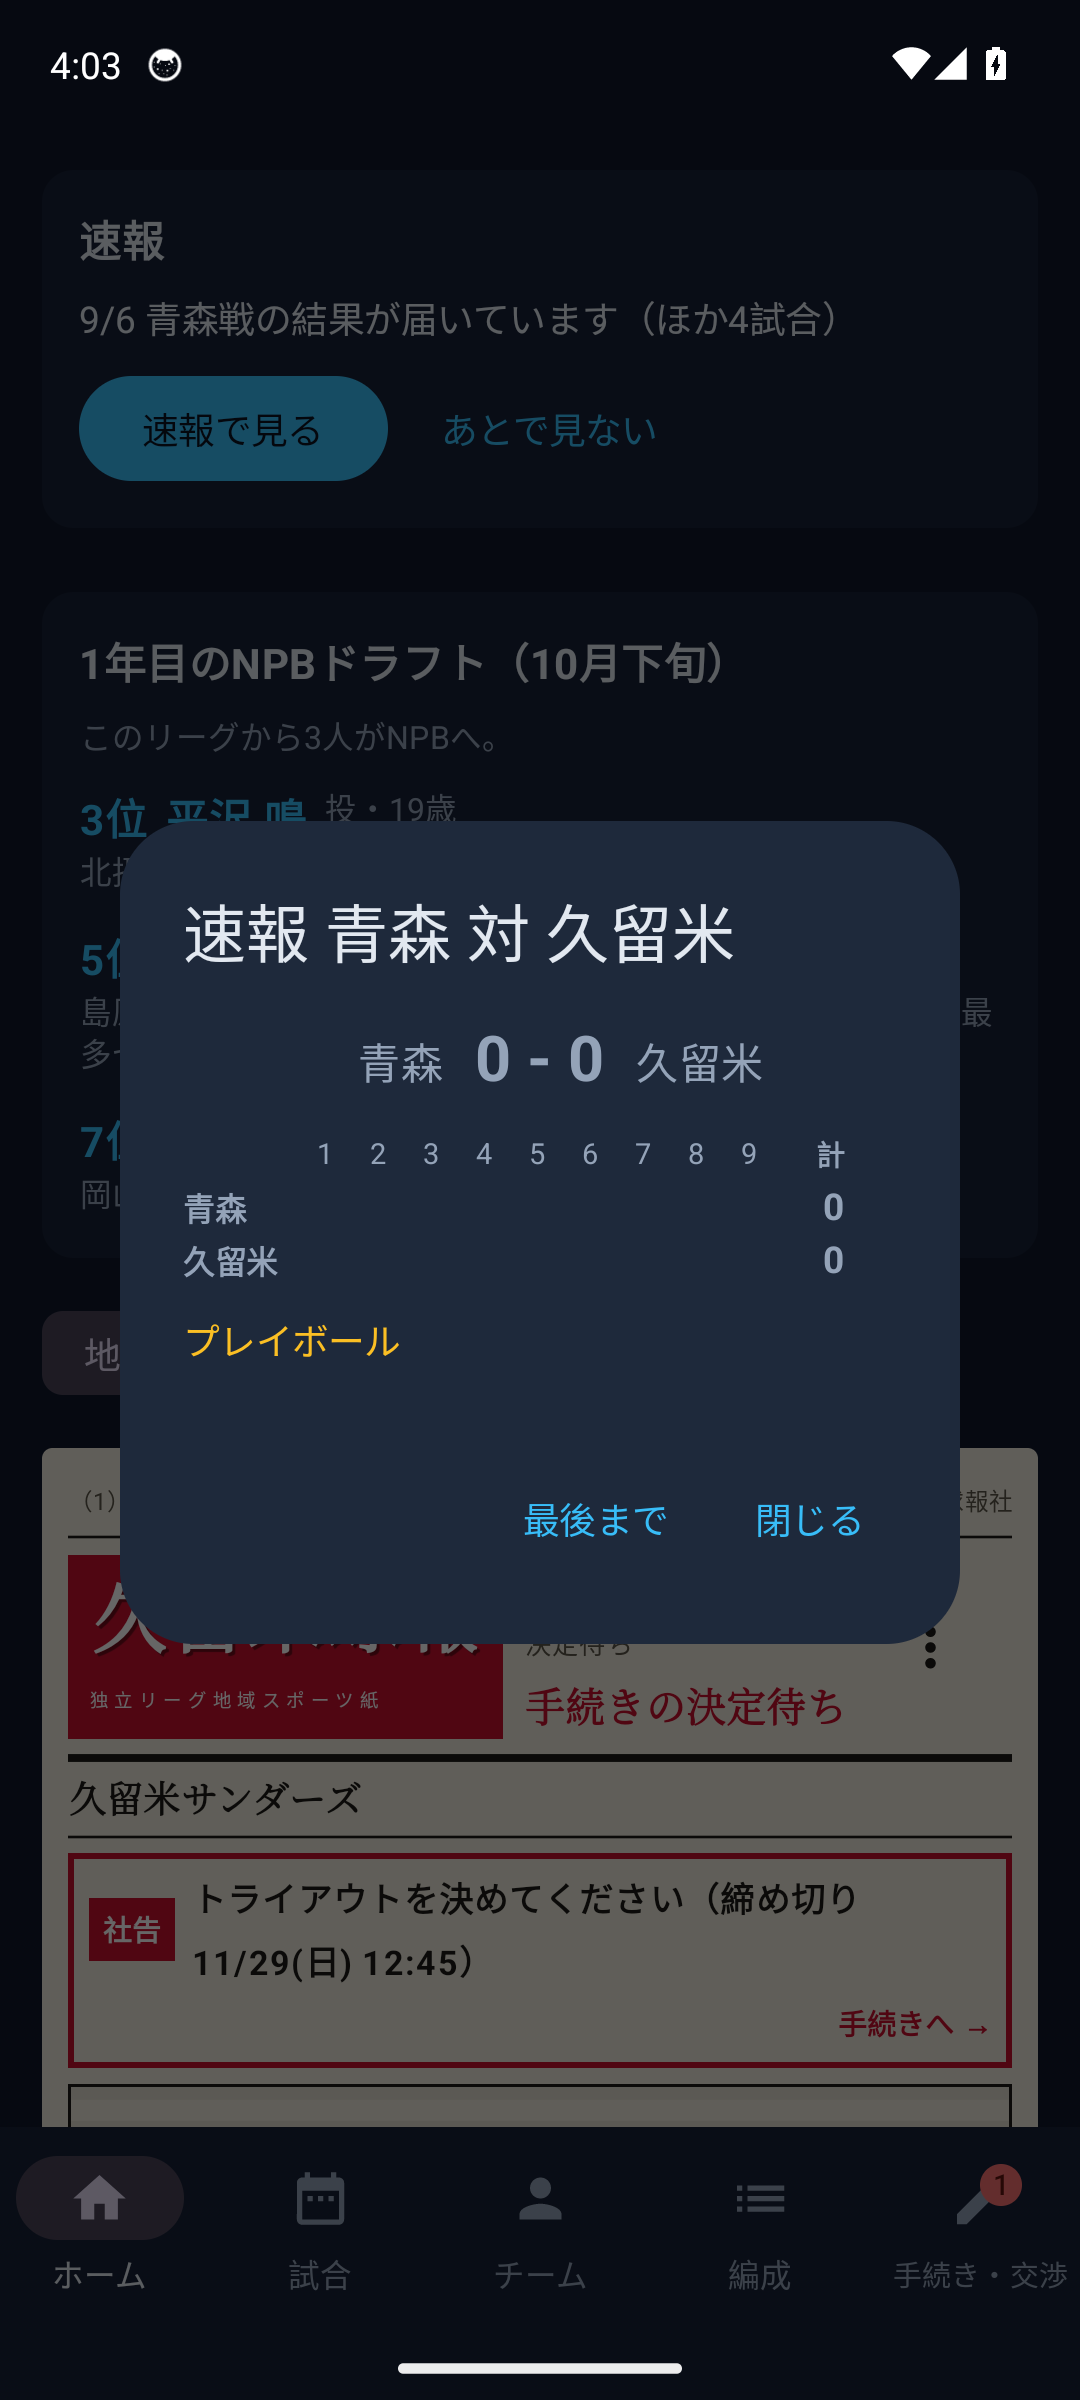 4:03
速報
9/6 青森戦の結果が届いています（ほか4試合）
速報で見る
あとで見ない
1年目のNPBドラフト（10月下旬）
このリーグから3人がNPBへ。
3位 平沢 鳴 投・19歳
速報 青森 対 久留米
青森 0 - 0 久留米
1 2 3 4 5 6 7 8 9 計
青森 0
久留米 0
プレイボール
最後まで 閉じる
決定待ち
手続きの決定待ち
独立リーグ地域スポーツ紙
久留米サンダーズ
社告
トライアウトを決めてください（締め切り
11/29(日) 12:45）
手続きへ →
ホーム
試合
チーム
編成
1
手続き・交渉